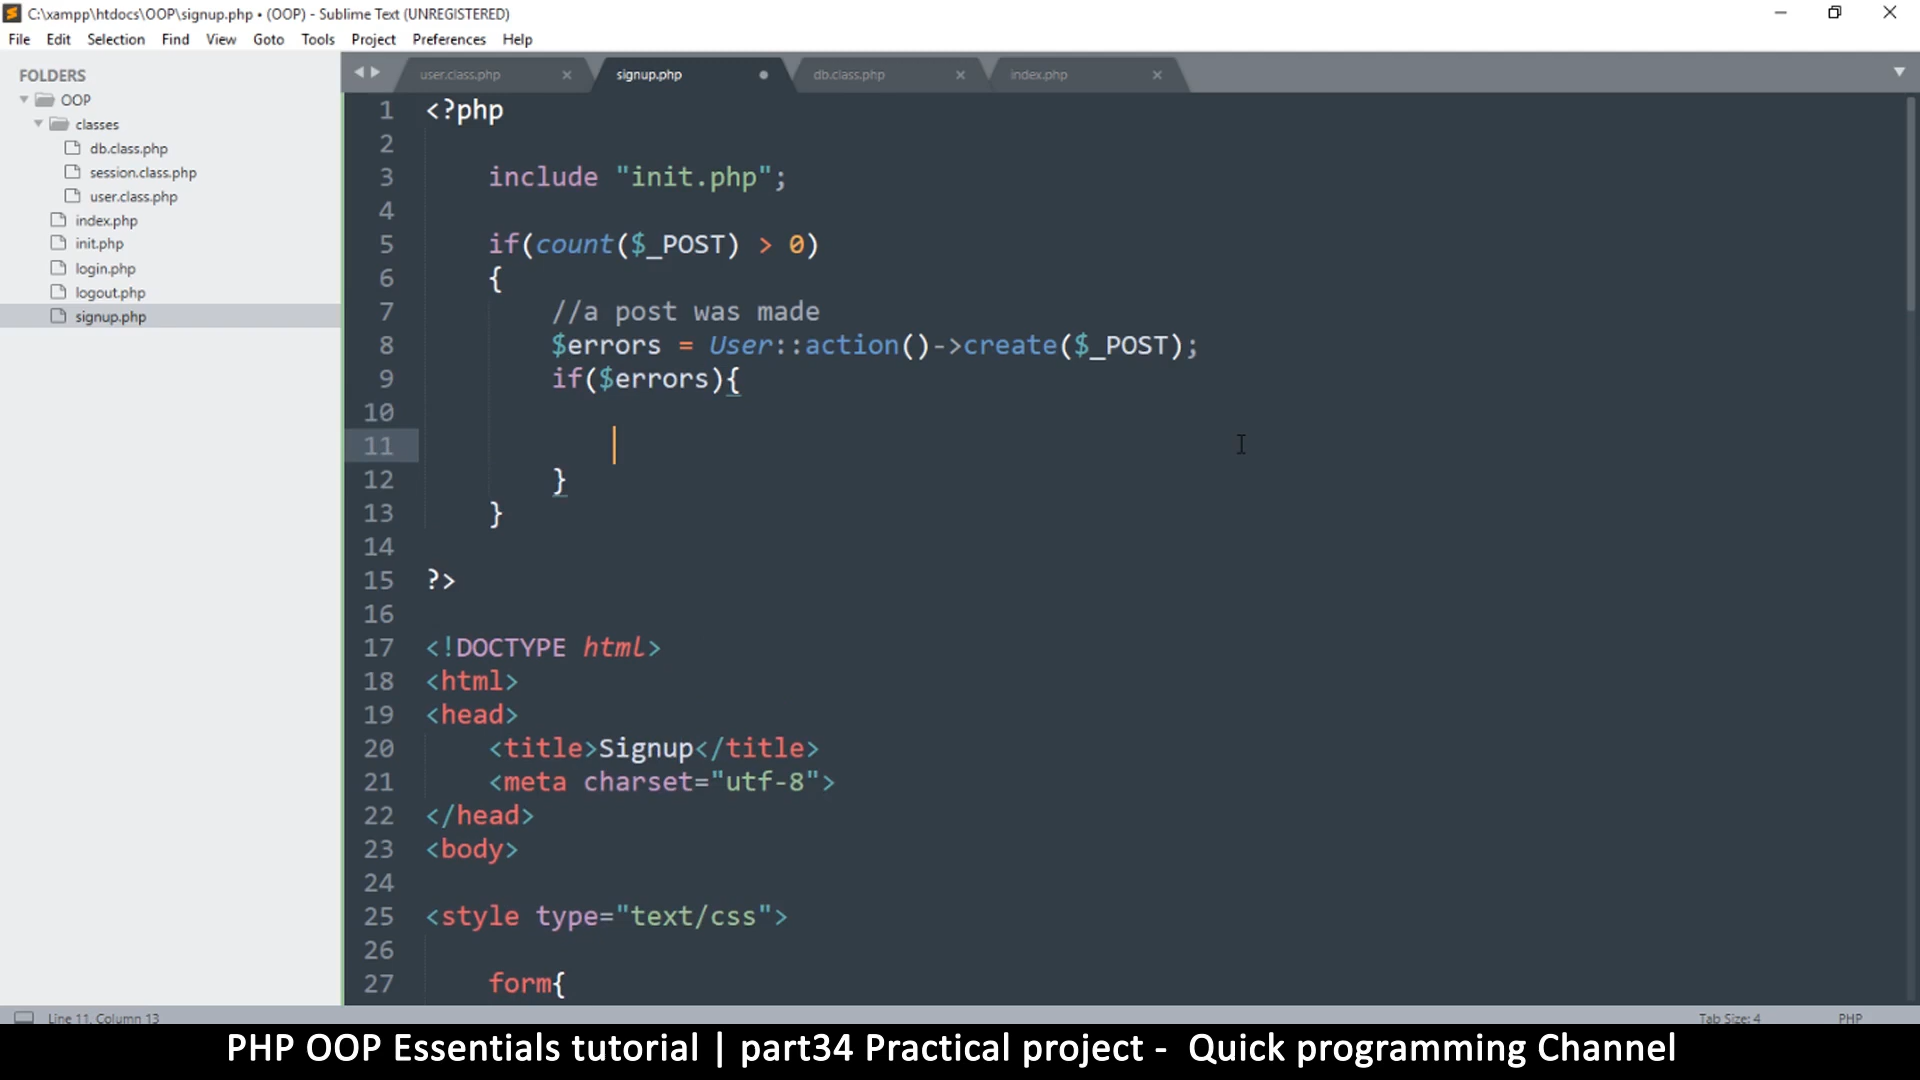 C:\xampp\htdocs\OOP\signup.php • (OOP) - Sublime Text (UNREGISTERED)
File Edit Selection Find View Goto Tools Project Preferences Help
FOLDERS
OOP
classes
db.class.php
session.class.php
user.class.php
index.php
init.php
login.php
logout.php
signup.php
user.class.php signup.php db.class.php index.php
1 <?php
2
3 include "init.php";
4
5 if(count($_POST) > 0)
6 {
7 //a post was made
8 $errors = User::action()->create($_POST);
9 if($errors){
10
11
12 }
13 }
14
15 ?>
16
17 <!DOCTYPE html>
18 <html>
19 <head>
20 <title>Signup</title>
21 <meta charset="utf-8">
22 </head>
23 <body>
24
25 <style type="text/css">
26
27 form{
Line 11, Column 13 Tab Size: 4 PHP
PHP OOP Essentials tutorial | part34 Practical project - Quick programming Channel